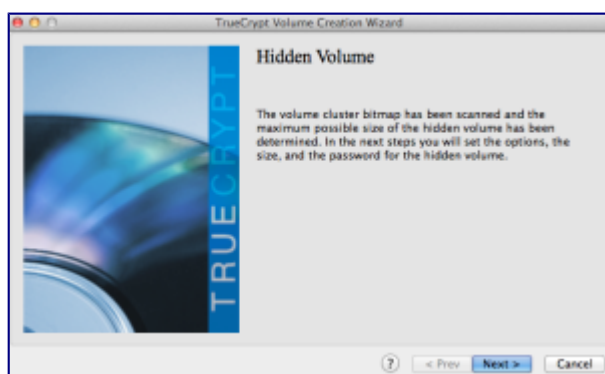 TrueCrypt Volume Creation Wizard
TRUECRYPT
Hidden Volume
The volume cluster bitmap has been scanned and the
maximum possible size of the hidden volume has been
determined. In the next steps you will set the options, the
size, and the password for the hidden volume.
? < Prev Next > Cancel